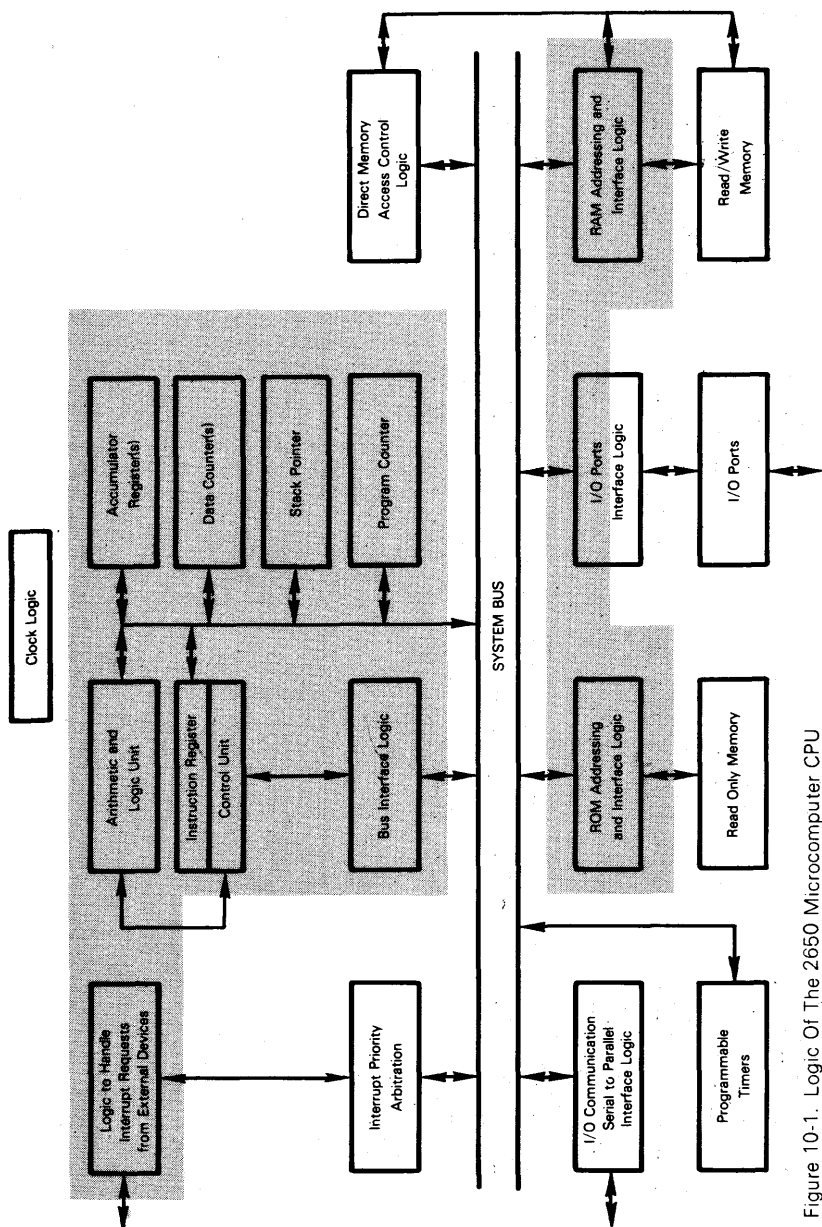 Clock Logic
Logic to Handle
Interrupt Requests
from External Devices
Arithmetic and
Logic Unit
Accumulator
Register(s)
Instruction Register
Control Unit
Data Counter(s)
Stack Pointer
Interrupt Priority
Arbitration
Bus Interface Logic
Program Counter
Direct Memory
Access Control
Logic
SYSTEM BUS
I/O Communication
Serial to Parallel
Interface Logic
ROM Addressing
and Interface Logic
I/O Ports
Interface Logic
RAM Addressing and
Interface Logic
Programmable
Timers
Read Only Memory
I/O Ports
Read/Write
Memory
Figure 10-1. Logic Of The 2650 Microcomputer CPU